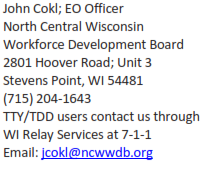 John Cokl; EO Officer
North Central Wisconsin
Workforce Development Board
2801 Hoover Road; Unit 3
Stevens Point, WI 54481
(715) 204-1643
TTY/TDD users contact us through
WI Relay Services at 7-1-1
Email: jcokl@ncwwdb.org